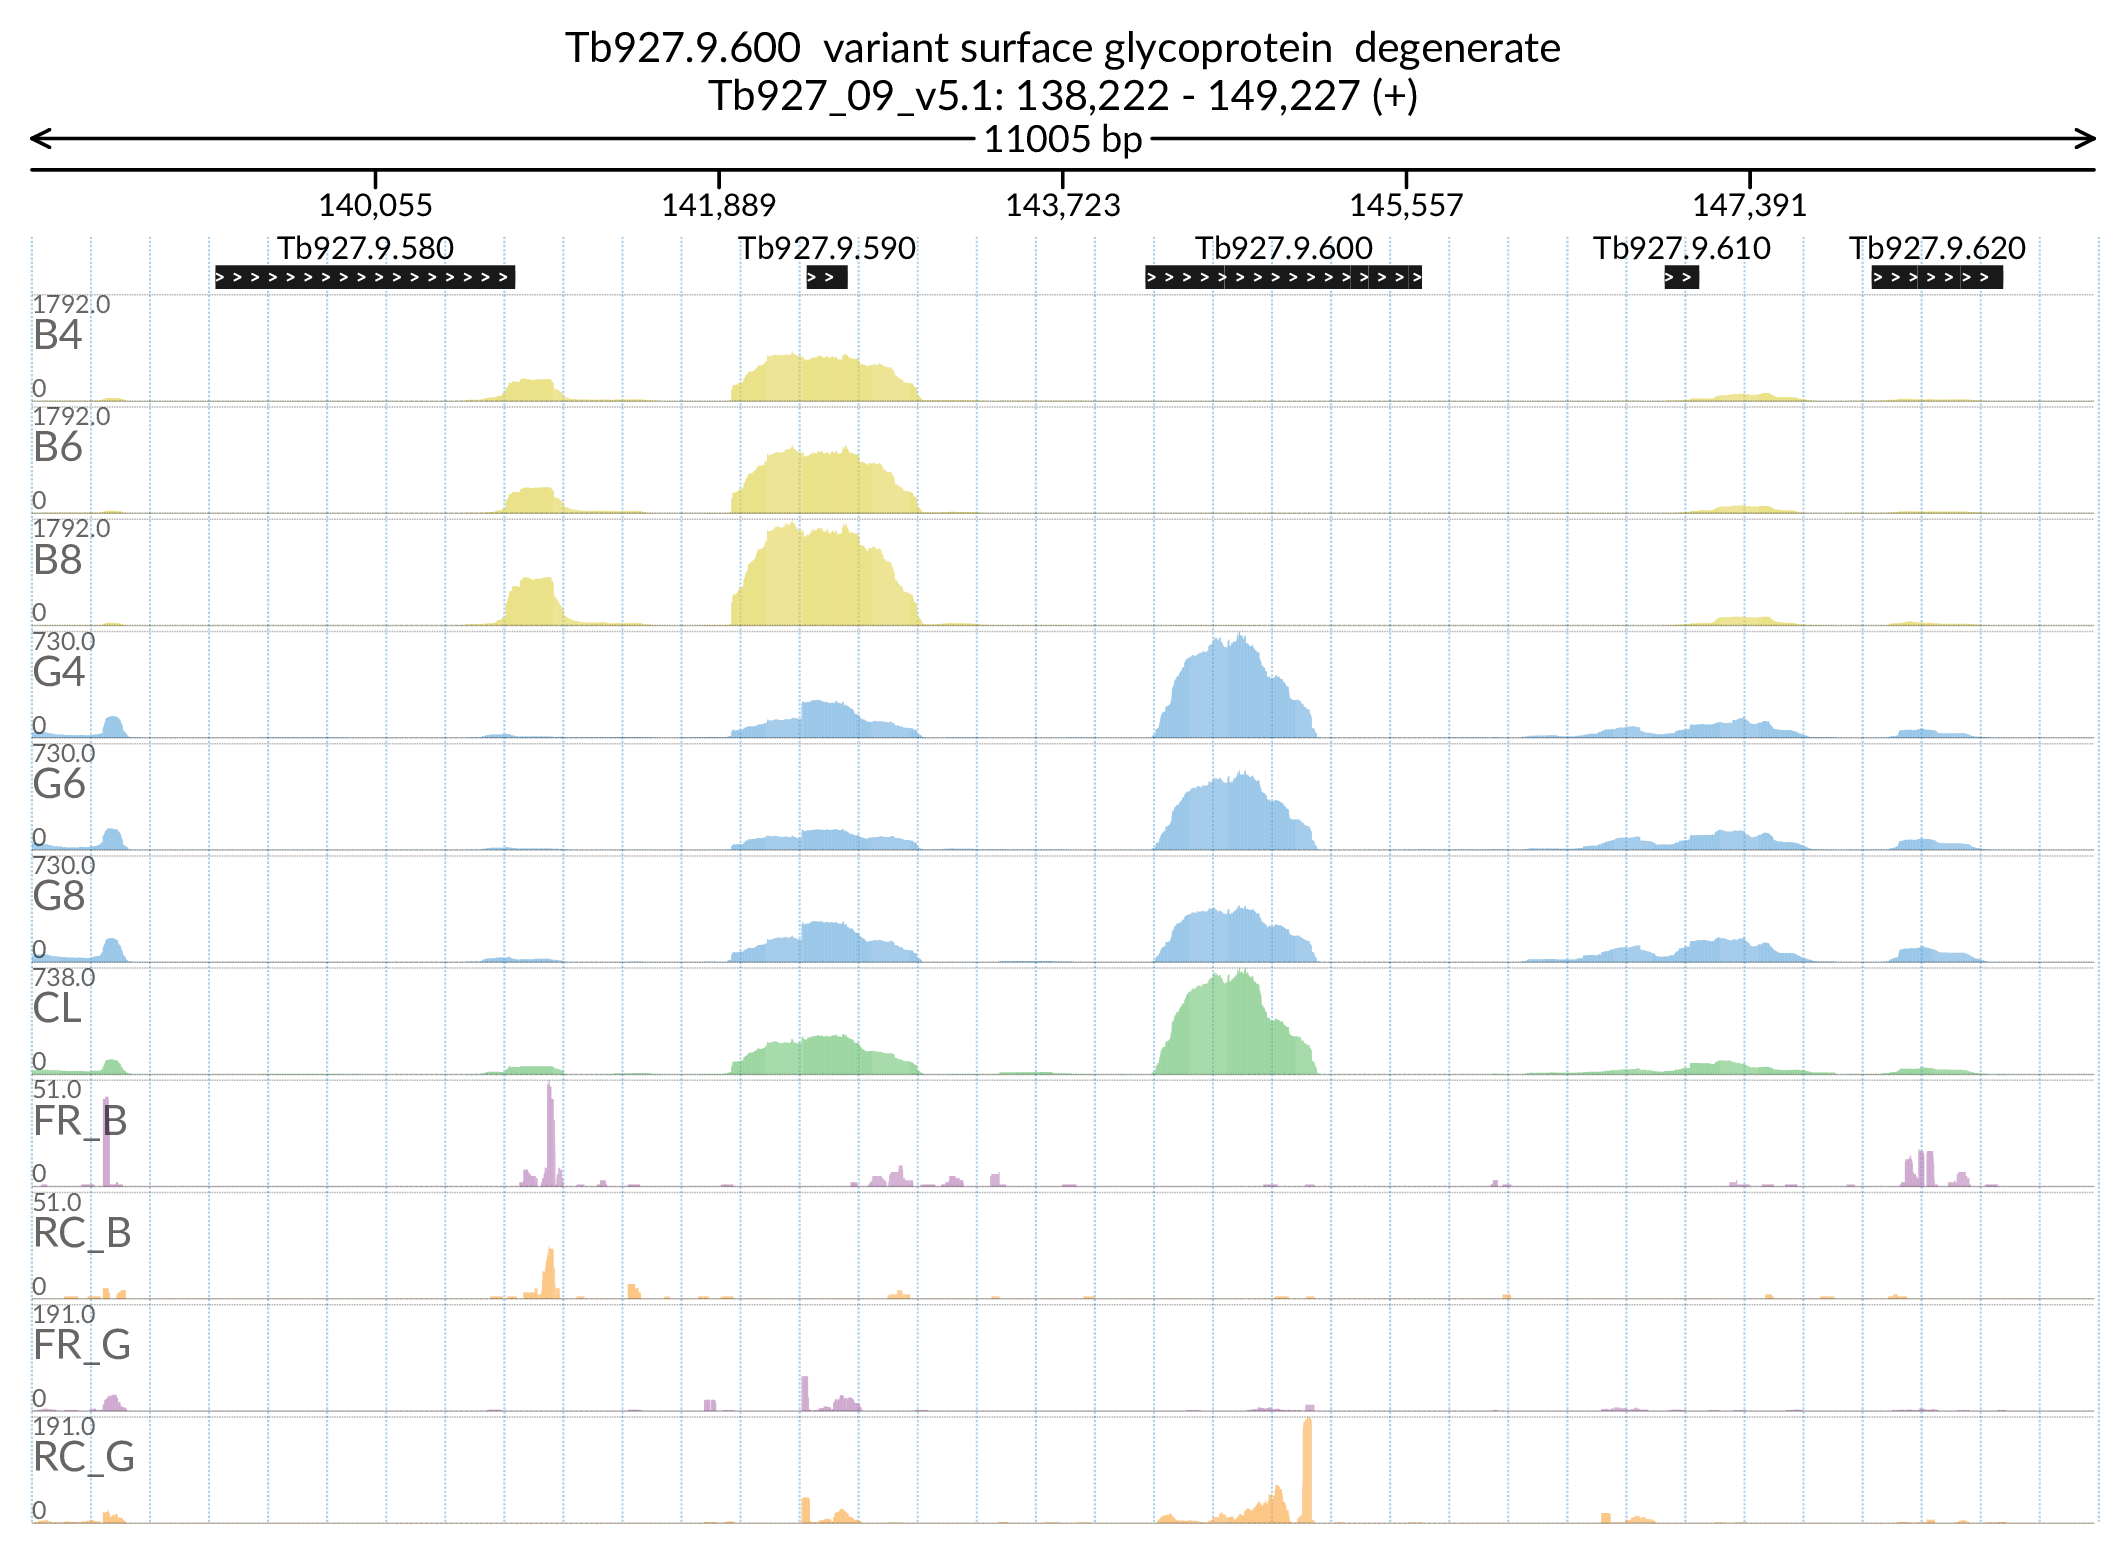 Tb927.9.600  variant surface glycoprotein  degenerate
Tb927_09_v5.1: 138,222 - 149,227 (+)
11005 bp
140,055 141,889 143,723 145,557 147,391
Tb927.9.580 Tb927.9.590 Tb927.9.600 Tb927.9.610 Tb927.9.620
1792.0
B4
0
1792.0
B6
0
1792.0
B8
0
730.0
G4
0
730.0
G6
0
730.0
G8
0
738.0
CL
0
51.0
FR_B
0
51.0
RC_B
0
191.0
FR_G
0
191.0
RC_G
0